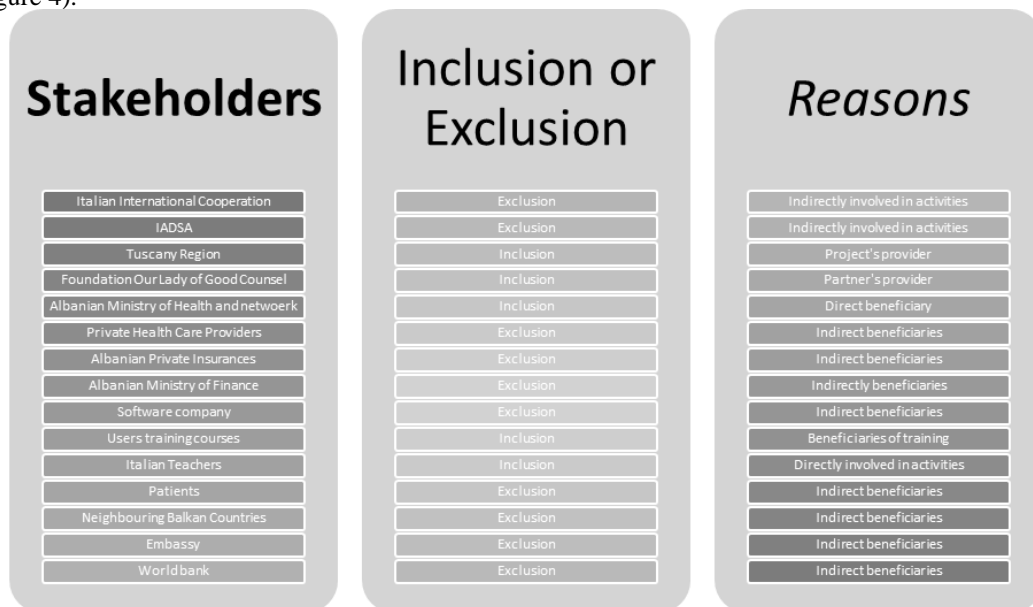 gure 4).
Stakeholders
Italian International Cooperation
IADSA
Tuscany Region
Foundation Our Lady of Good Counsel
Albanian Ministry of Health and netwoerk
Private Health Care Providers
Albanian Private Insurances
Albanian Ministry of Finance
Software company
Users training courses
Italian Teachers
Patients
Neighbouring Balkan Countries
Embassy
World bank
Inclusion or
Exclusion
Exclusion
Exclusion
Inclusion
Inclusion
Inclusion
Exclusion
Exclusion
Exclusion
Exclusion
Inclusion
Inclusion
Exclusion
Exclusion
Exclusion
Exclusion
Reasons
Indirectly involved in activities
Indirectly involved in activities
Project's provider
Partner's provider
Direct beneficiary
Indirect beneficiaries
Indirect beneficiaries
Indirectly beneficiaries
Indirect beneficiaries
Beneficiaries of training
Directly involved in activities
Indirect beneficiaries
Indirect beneficiaries
Indirect beneficiaries
Indirect beneficiaries